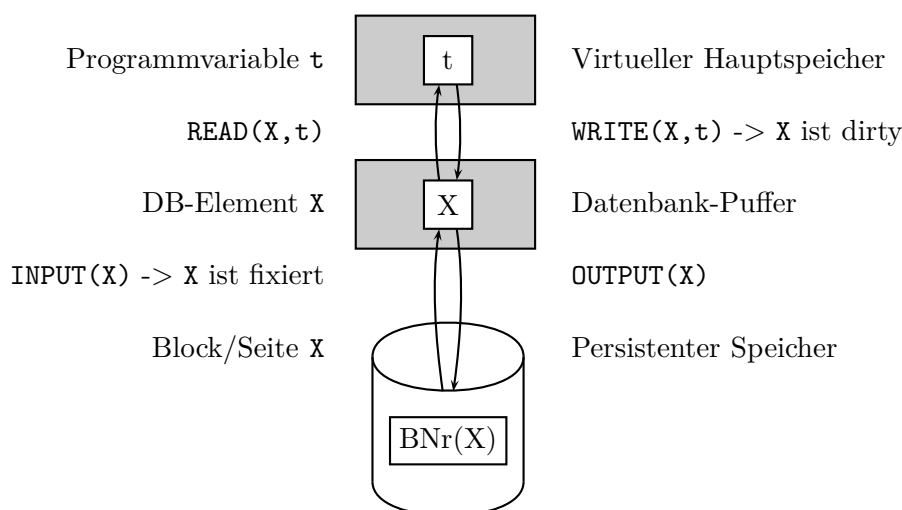 Programmvariable t
t
Virtueller Hauptspeicher
READ(X,t)
WRITE(X,t) -> X ist dirty
DB-Element X
X
Datenbank-Puffer
INPUT(X) -> X ist fixiert
OUTPUT(X)
Block/Seite X
Persistenter Speicher
BNr(X)